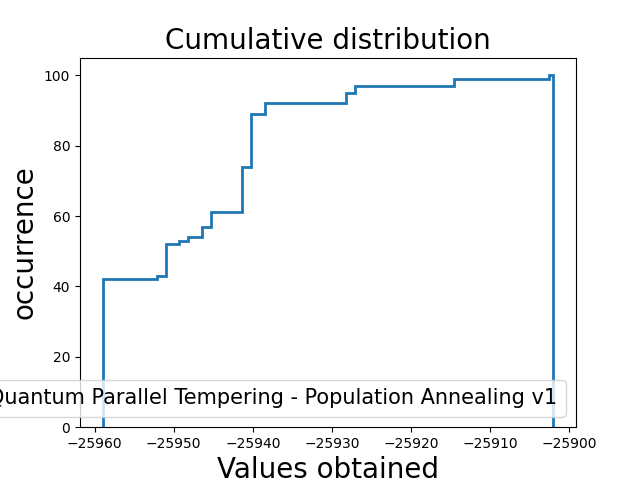 Cumulative distribution
occurrence
100
80
60
40
20
0
Quantum Parallel Tempering - Population Annealing v1
−25960 −25950 −25940 −25930 −25920 −25910 −25900
Values obtained